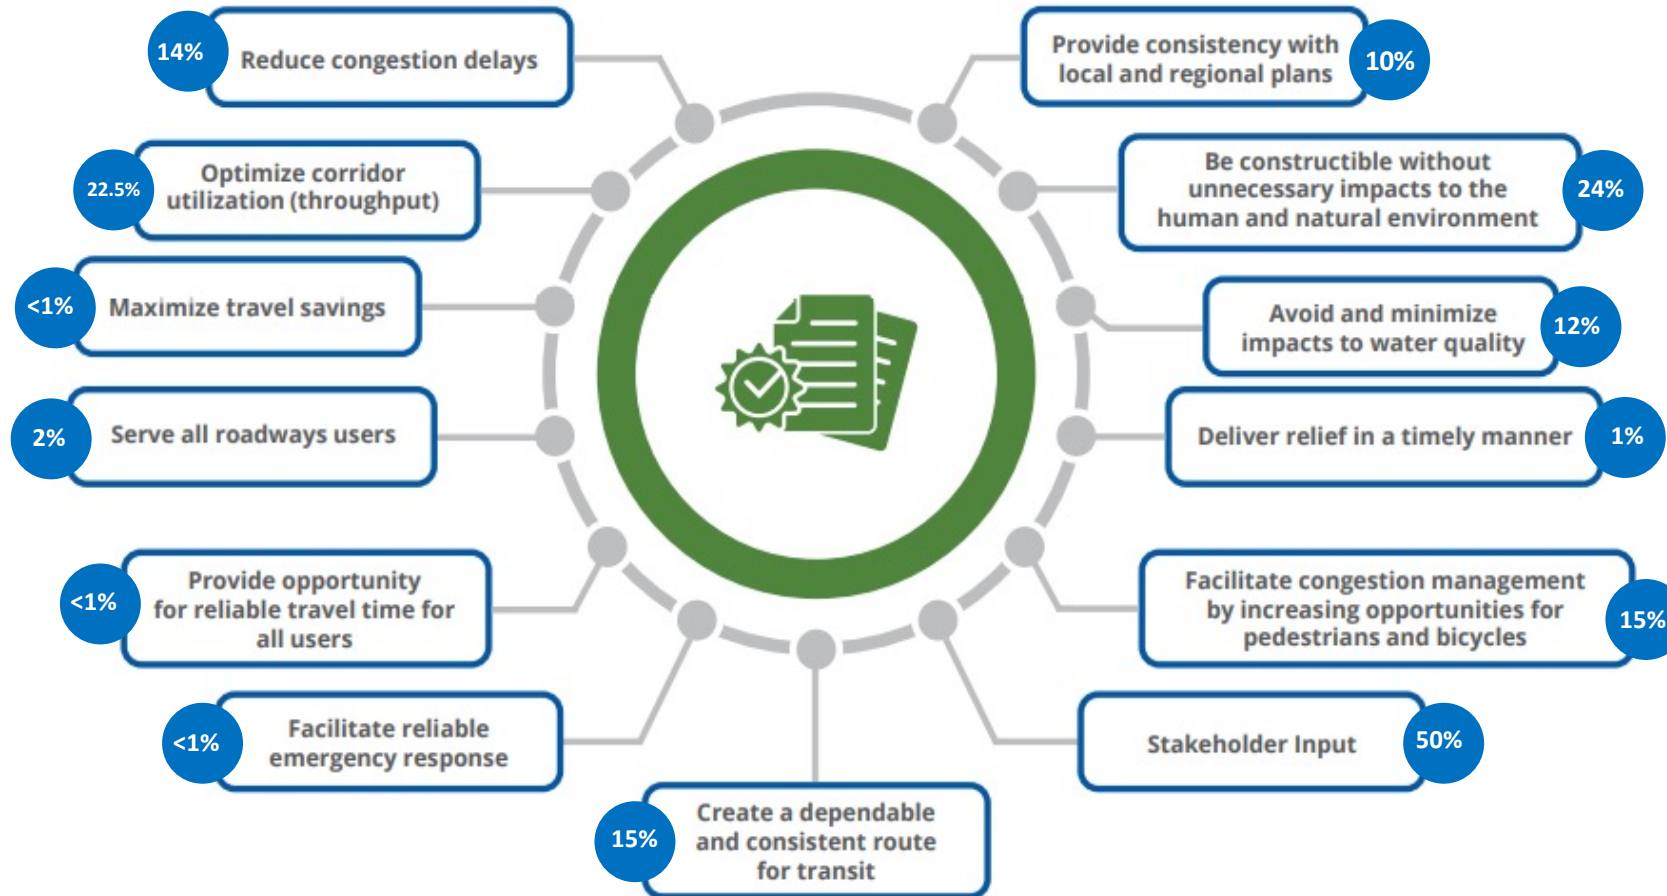 14%
Reduce congestion delays
22.5%
Optimize corridor
utilization (throughput)
<1%
Maximize travel savings
2%
Serve all roadways users
<1%
Provide opportunity
for reliable travel time for
all users
<1%
Facilitate reliable
emergency response
15%
Create a dependable
and consistent route
for transit
Provide consistency with
local and regional plans
10%
Be constructible without
unnecessary impacts to the
human and natural environment
24%
Avoid and minimize
impacts to water quality
12%
Deliver relief in a timely manner
1%
Facilitate congestion management
by increasing opportunities for
pedestrians and bicycles
15%
Stakeholder Input
50%